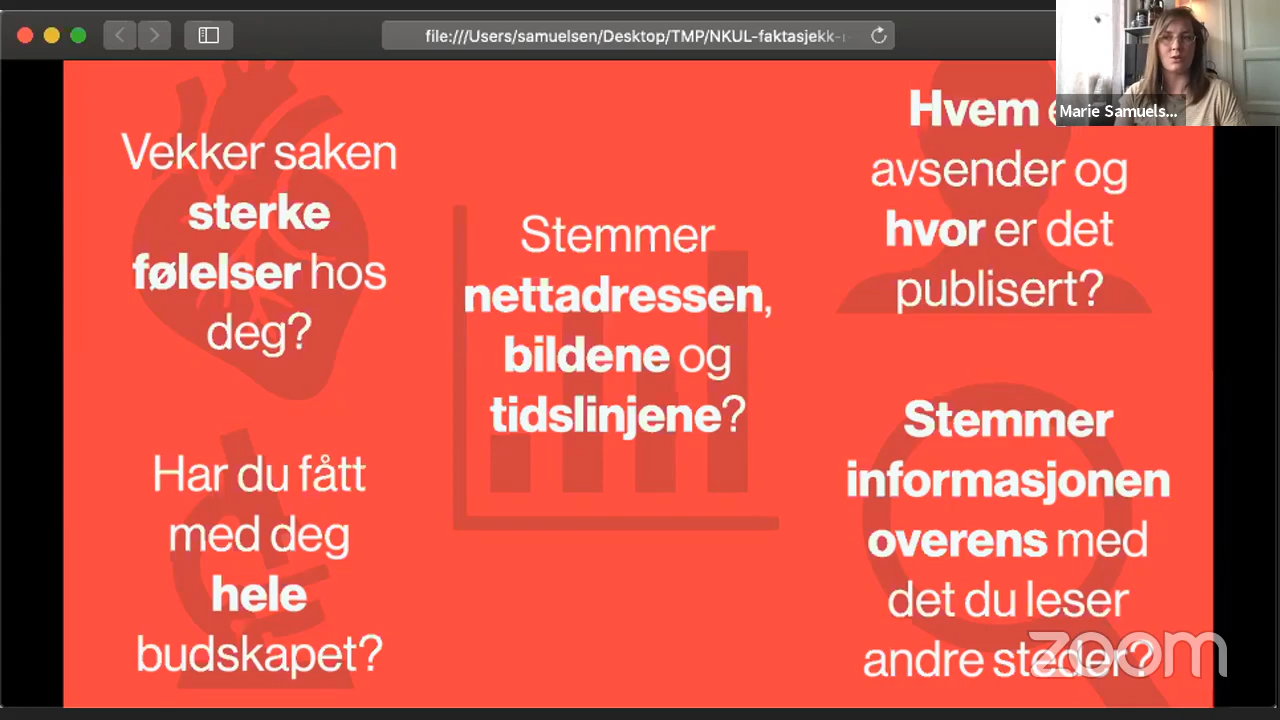 file:///Users/samuelsen/Desktop/TMP/NKUL-faktasjekk-
Marie Samuels...
Vekker saken
sterke
følelser hos
deg?
Har du fått
med deg
hele
budskapet?
Stemmer
nettadressen,
bildene og
tidslinjene?
Hvem
avsender og
hvor er det
publisert?
Stemmer
informasjonen
overens med
det du leser
andre steder?
zoom